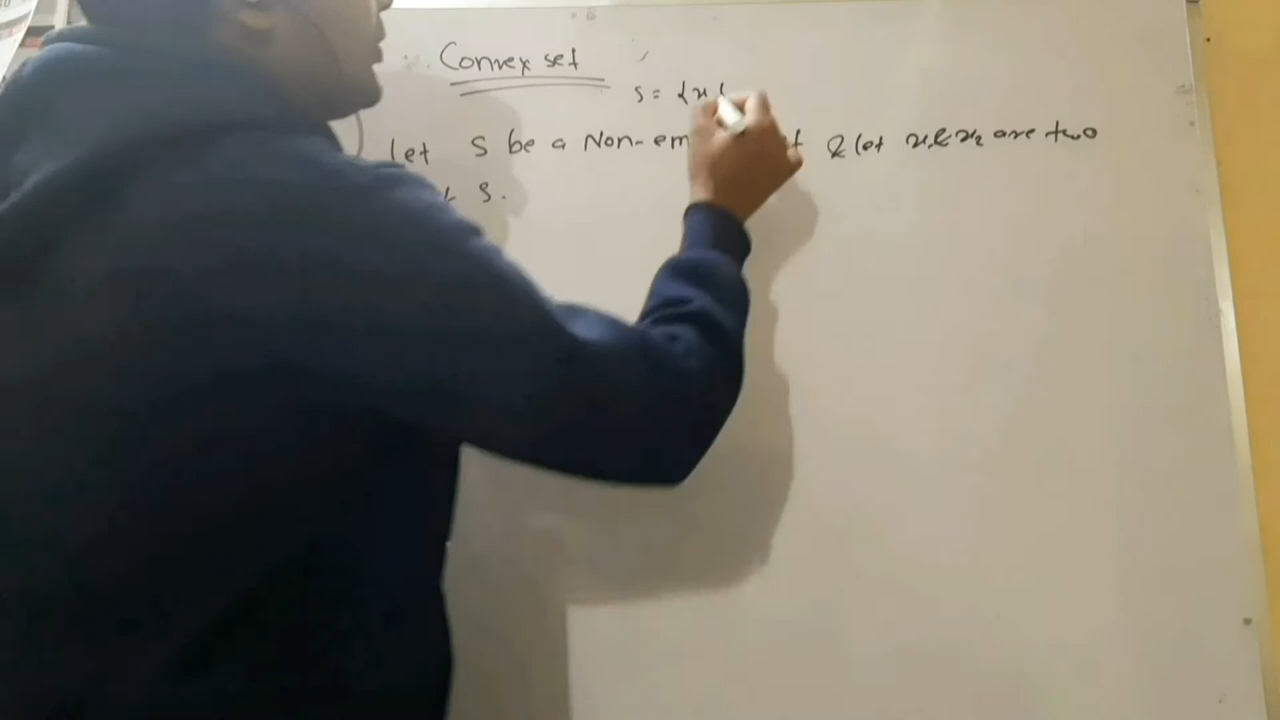 Convex set
S = {x
Let S be a Non-em & let x1 & x2 are two
S.